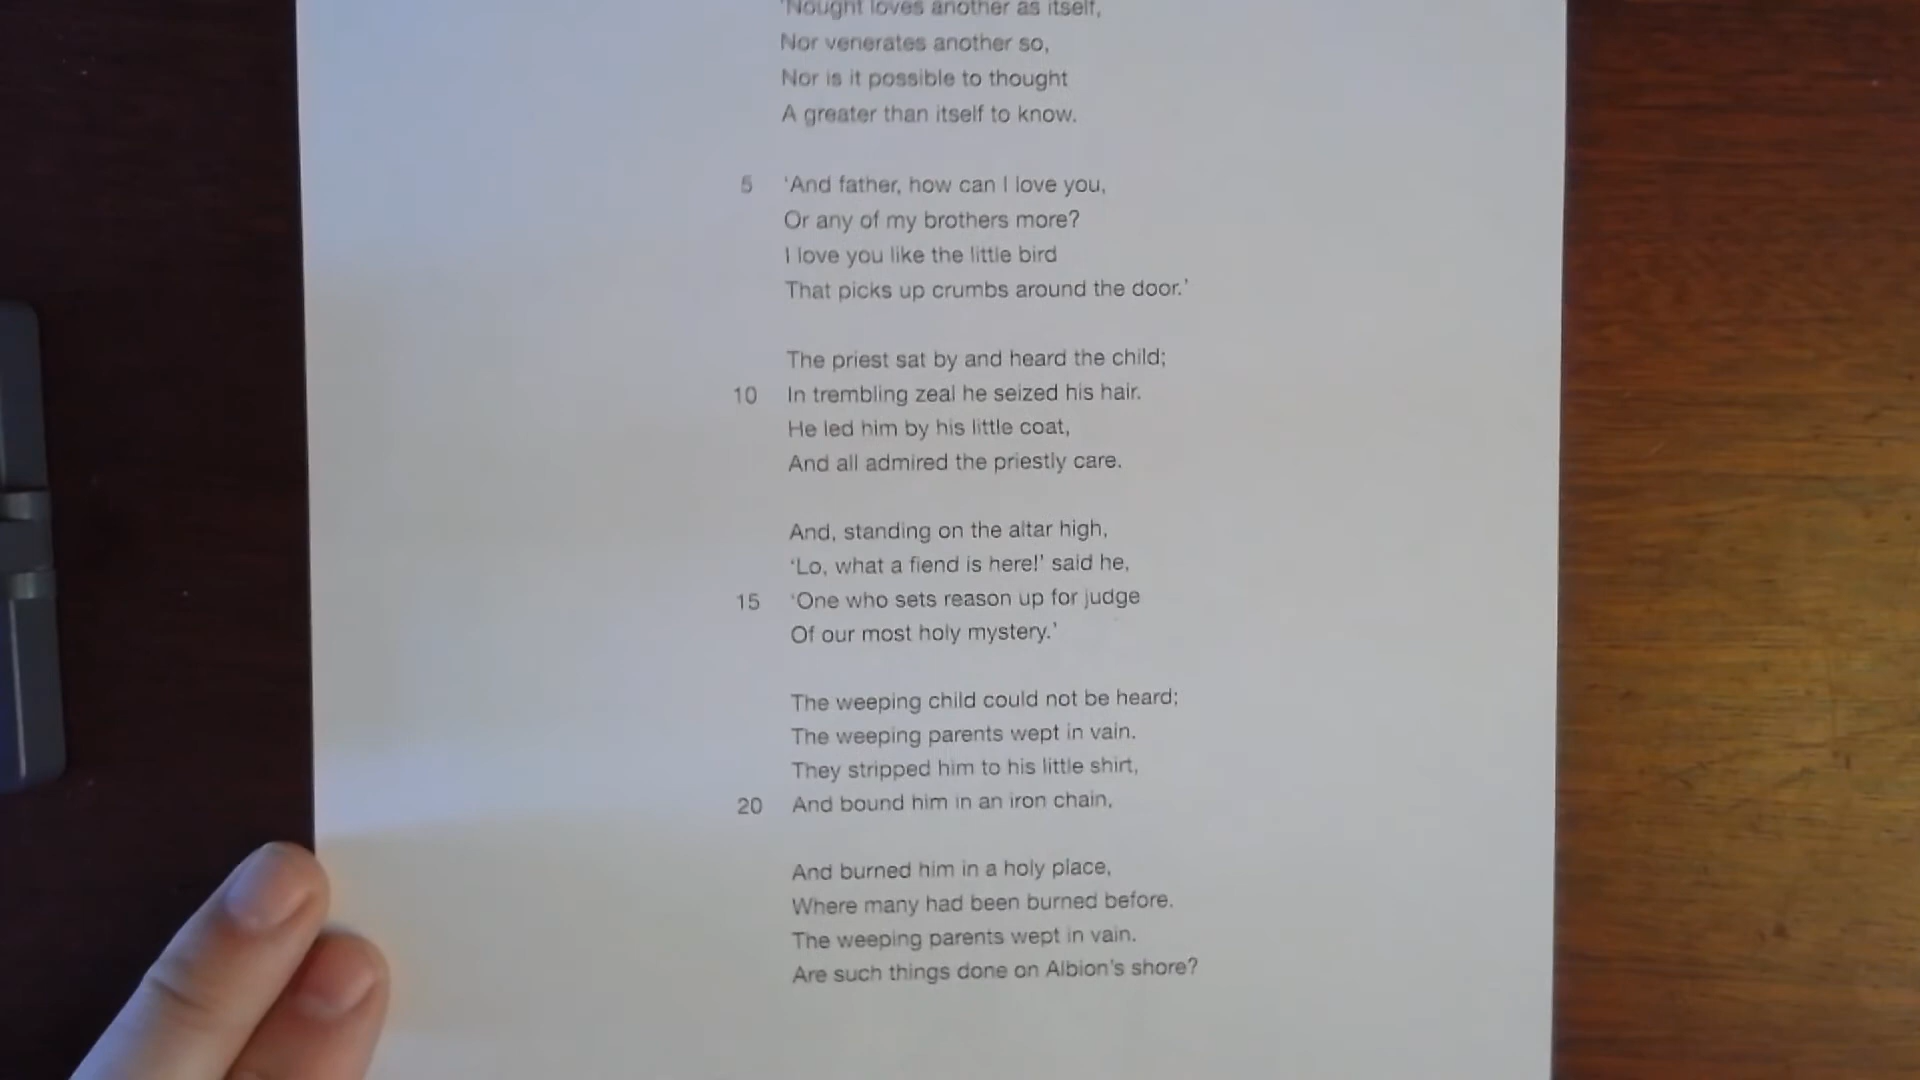 'Nought loves another as itself,
Nor venerates another so,
Nor is it possible to thought
A greater than itself to know.
5 'And father, how can I love you,
Or any of my brothers more?
I love you like the little bird
That picks up crumbs around the door.'
The priest sat by and heard the child;
10 In trembling zeal he seized his hair.
He led him by his little coat,
And all admired the priestly care.
And, standing on the altar high,
'Lo, what a fiend is here!' said he,
15 'One who sets reason up for judge
Of our most holy mystery.'
The weeping child could not be heard;
The weeping parents wept in vain.
They stripped him to his little shirt,
20 And bound him in an iron chain,
And burned him in a holy place,
Where many had been burned before.
The weeping parents wept in vain.
Are such things done on Albion's shore?